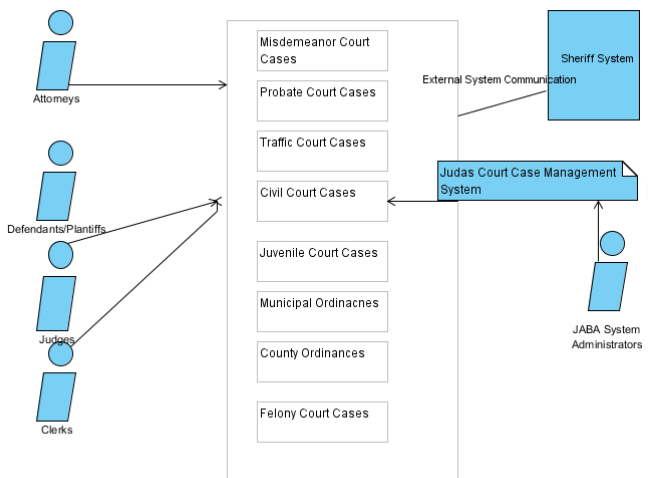 Misdemeanor Court
Cases
Sheriff System
External System Communication
Attorneys
Probate Court Cases
Traffic Court Cases
Judas Court Case Management
System
Civil Court Cases
Defendants/Plantiffs
Juvenile Court Cases
Municipal Ordinacnes
Judges
JABA System
Administrators
County Ordinances
Felony Court Cases
Clerks